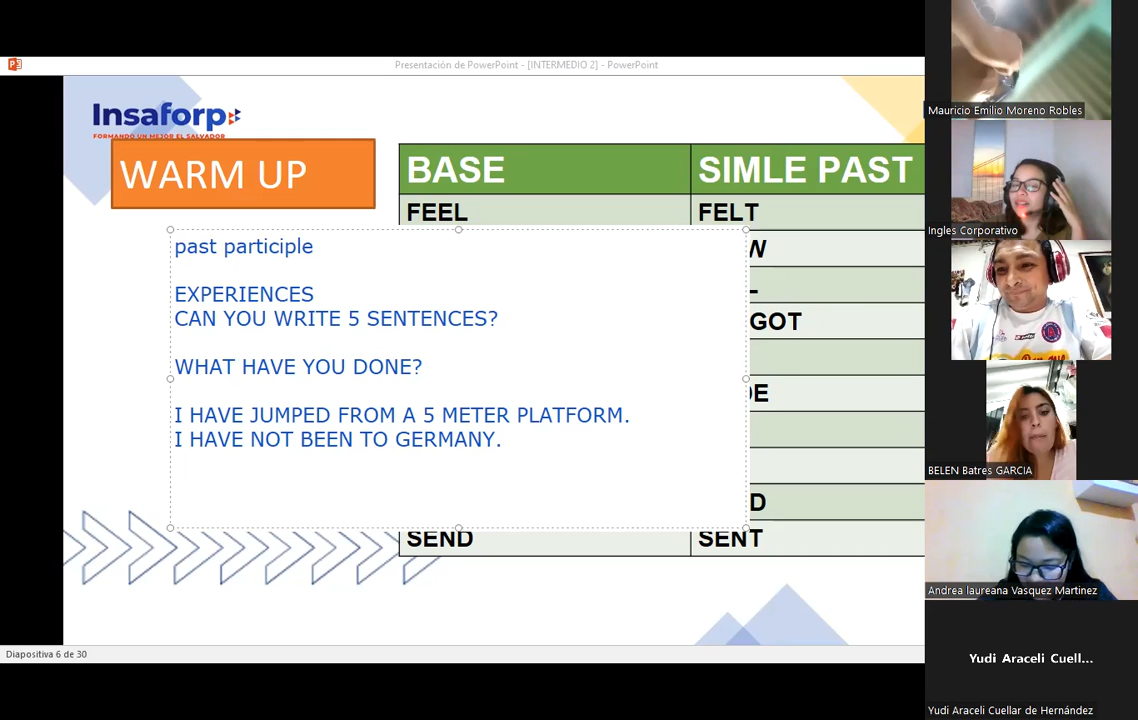 Presentación de PowerPoint - [INTERMEDIO 2] - PowerPoint
Insaforp
FORMANDO UN MEJOR EL SALVADOR
WARM UP
BASE
SIMLE PAST
FEEL
FELT
W
GOT
DE
D
SEND
SENT
past participle
EXPERIENCES
CAN YOU WRITE 5 SENTENCES?
WHAT HAVE YOU DONE?
I HAVE JUMPED FROM A 5 METER PLATFORM.
I HAVE NOT BEEN TO GERMANY.
Diapositiva 6 de 30
Mauricio Emilio Moreno Robles
Ingles Corporativo
BELEN Batres GARCIA
Andrea laureana Vasquez Martinez
Yudi Araceli Cuell...
Yudi Araceli Cuellar de Hernández